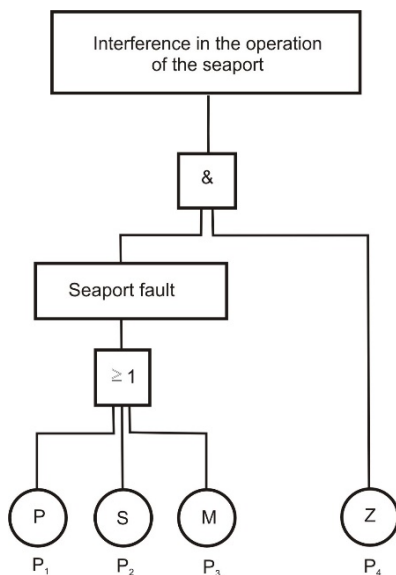 Interference in the operation
of the seaport
&
Seaport fault
≥ 1
P S M Z
P₁ P₂ P₃ P₄